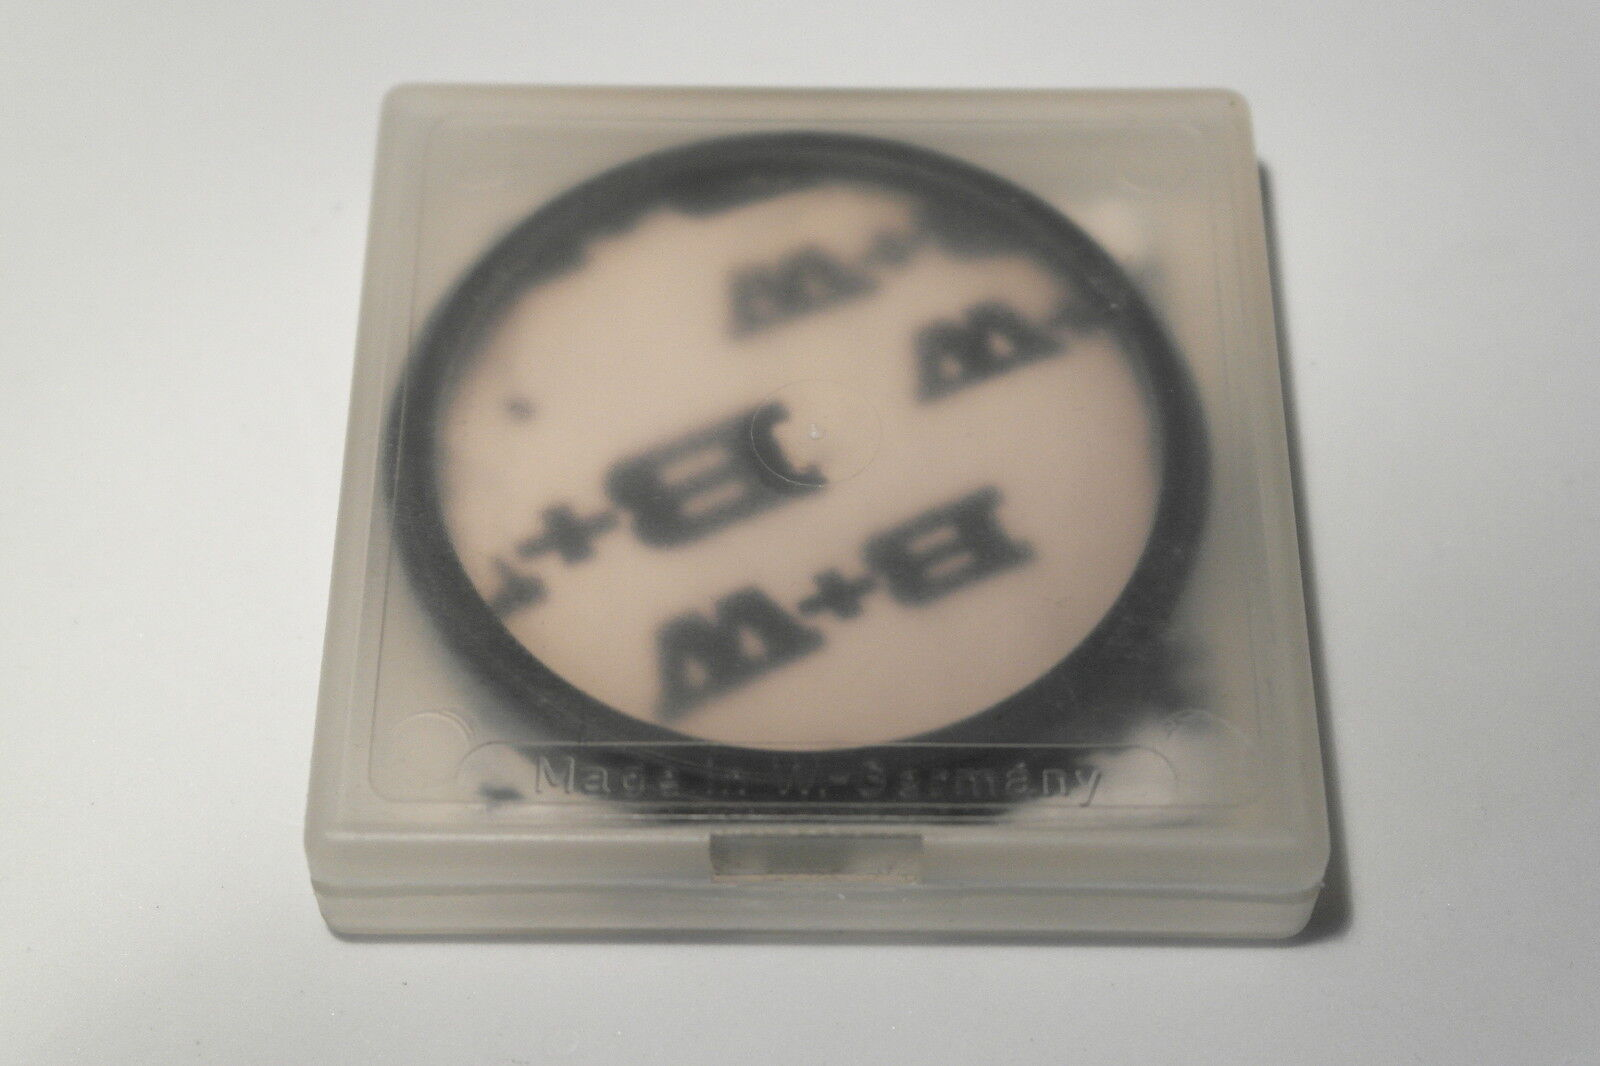 +W
+W
B+
B+W
Made in W.-Germany